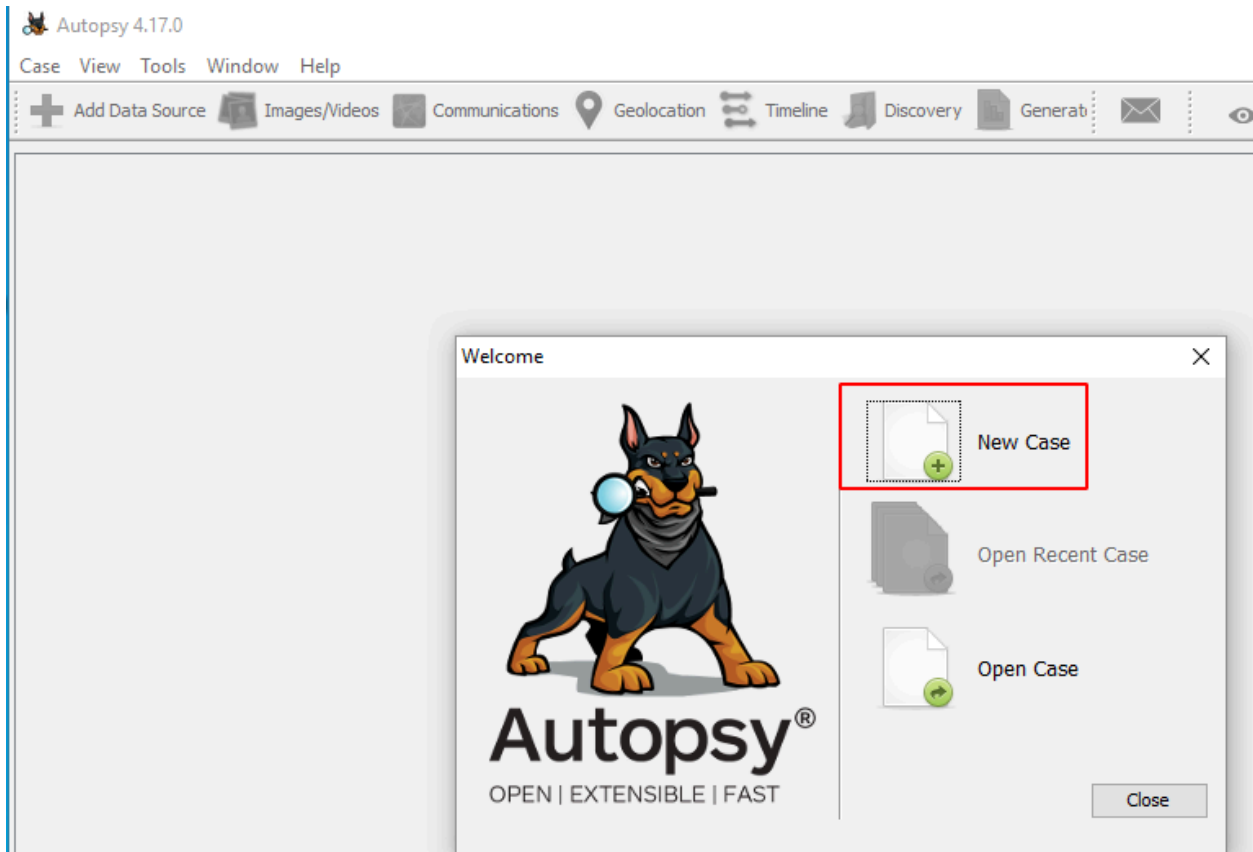 Autopsy 4.17.0
Case View Tools Window Help
Add Data Source Images/Videos Communications Geolocation Timeline Discovery Generat
Welcome
New Case
Open Recent Case
Open Case
Autopsy®
OPEN | EXTENSIBLE | FAST
Close